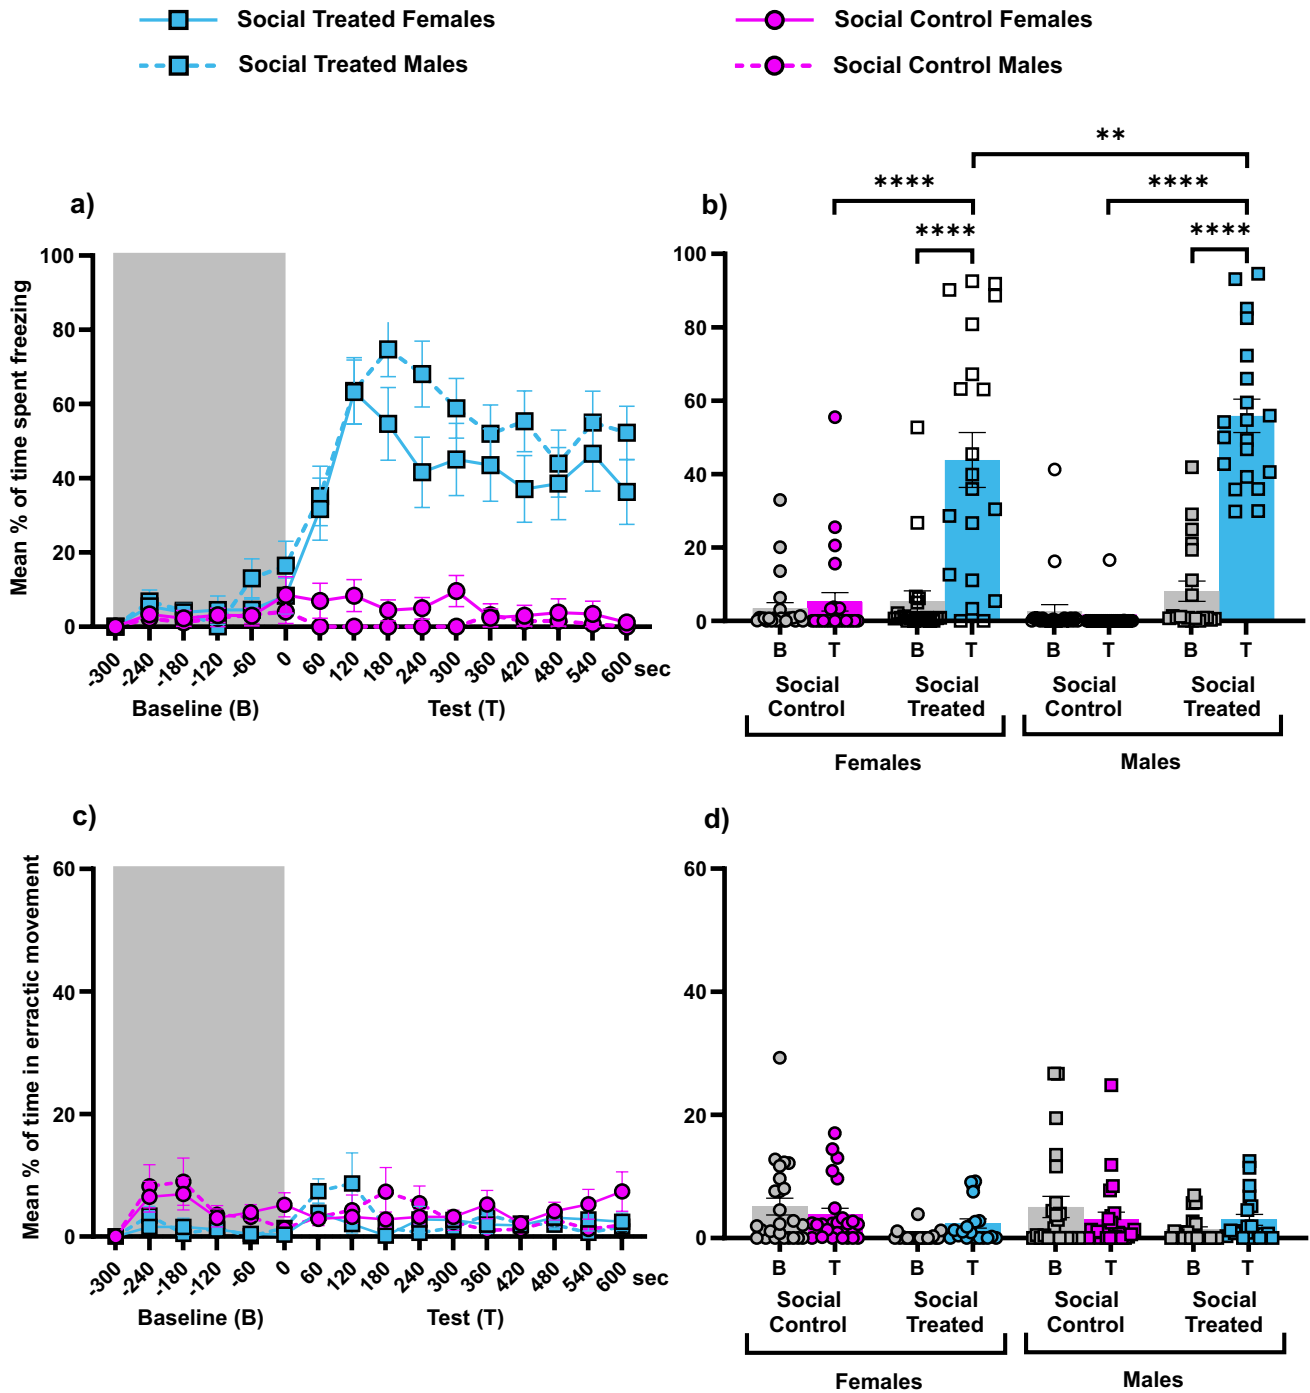 Social Treated Females
Social Control Females
Social Treated Males
Social Control Males
a)
Mean % of time spent freezing
100
80
60
40
20
0
-300 -240 -180 -120 -60 0 60 120 180 240 300 360 420 480 540 600 sec
Baseline (B) Test (T)
b)
**
**** ****
**** ****
100
80
60
40
20
0
B T B T B T B T
Social Social Social Social
Control Treated Control Treated
Females Males
c)
Mean % of time in erractic movement
60
40
20
0
-300 -240 -180 -120 -60 0 60 120 180 240 300 360 420 480 540 600 sec
Baseline (B) Test (T)
d)
60
40
20
0
B T B T B T B T
Social Social Social Social
Control Treated Control Treated
Females Males